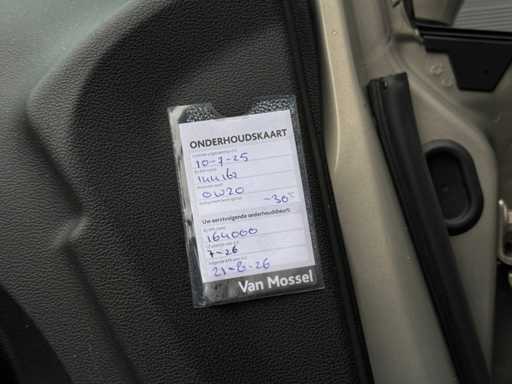 ONDERHOUDSKAART
10-7-25
144162
0W20
-30°C
Uw eerstvolgende onderhoudsbeurt:
164000
7-26
21-8-26
Van Mossel